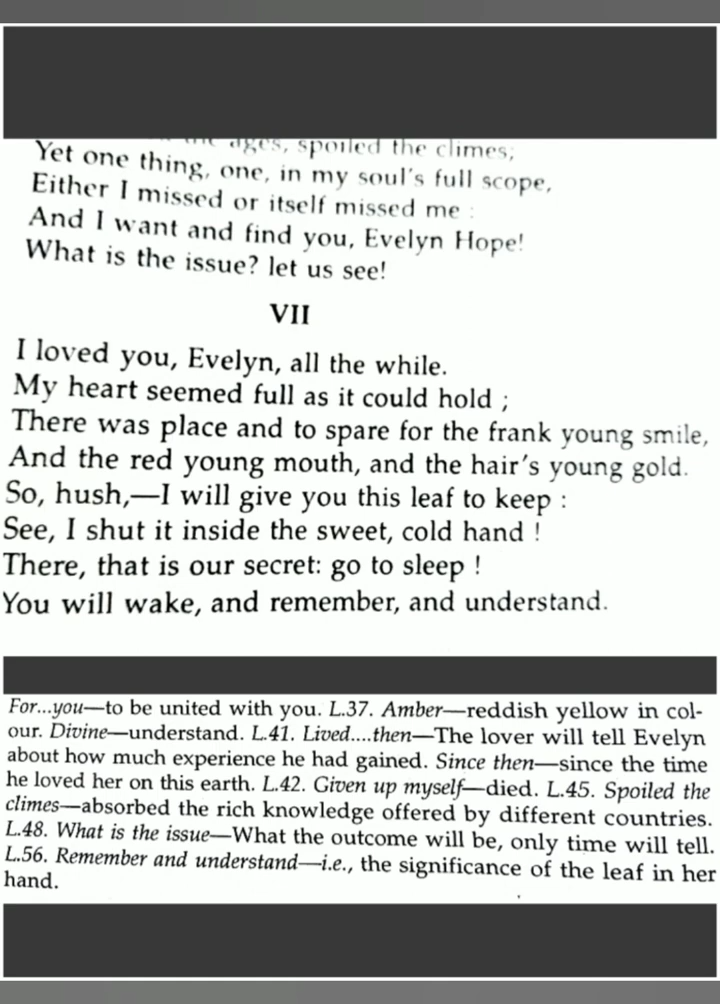 ages, spoiled the climes;
Yet one thing, one, in my soul's full scope,
Either I missed or itself missed me :
And I want and find you, Evelyn Hope!
What is the issue? let us see!
VII
I loved you, Evelyn, all the while.
My heart seemed full as it could hold ;
There was place and to spare for the frank young smile,
And the red young mouth, and the hair's young gold.
So, hush,—I will give you this leaf to keep :
See, I shut it inside the sweet, cold hand !
There, that is our secret: go to sleep !
You will wake, and remember, and understand.
For...you—to be united with you. L.37. Amber—reddish yellow in col-
our. Divine—understand. L.41. Lived....then—The lover will tell Evelyn
about how much experience he had gained. Since then—since the time
he loved her on this earth. L.42. Given up myself—died. L.45. Spoiled the
climes—absorbed the rich knowledge offered by different countries.
L.48. What is the issue—What the outcome will be, only time will tell.
L.56. Remember and understand—i.e., the significance of the leaf in her
hand.